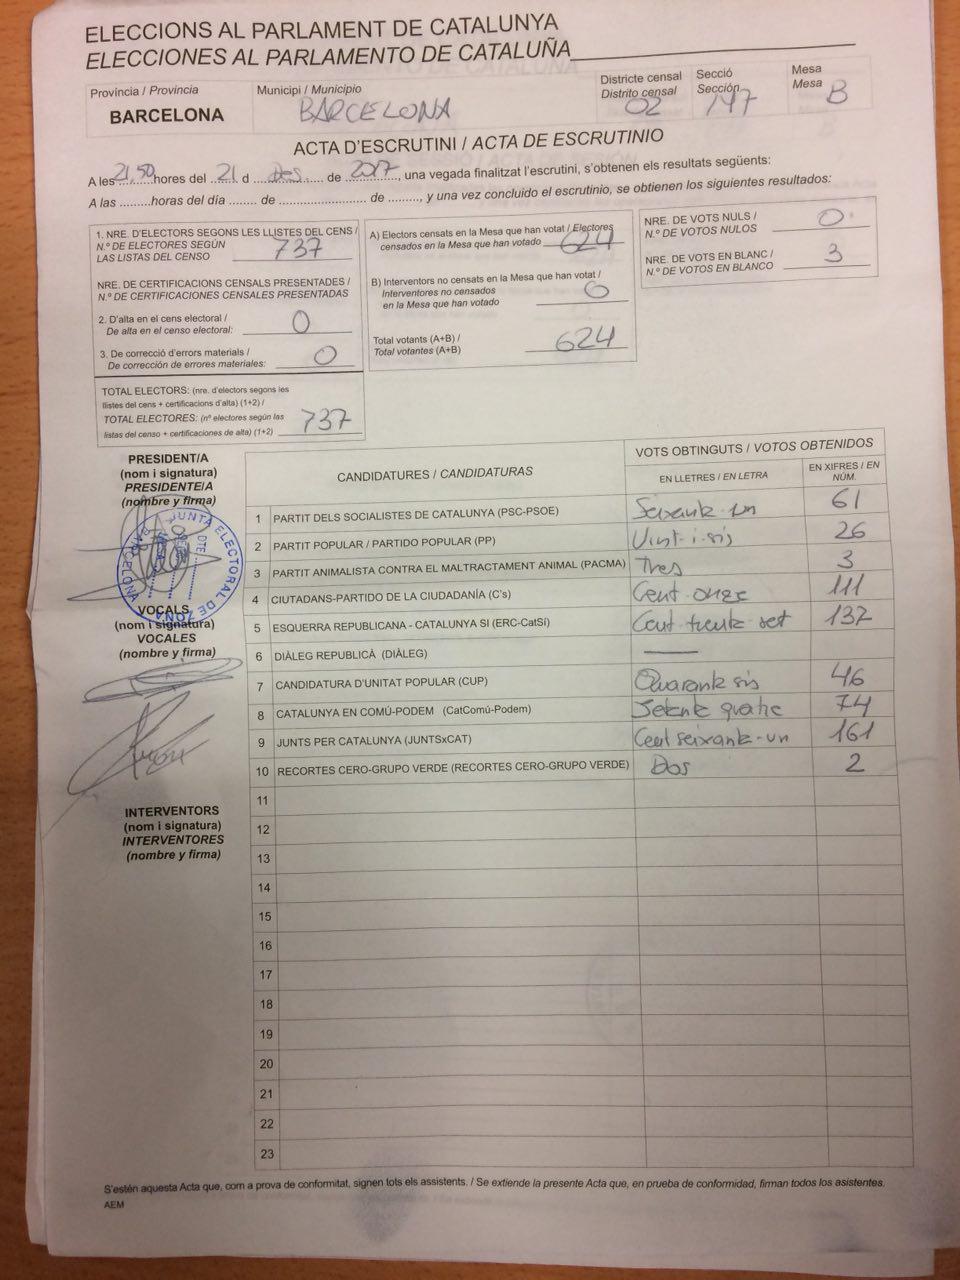 ELECCIONS AL PARLAMENT DE CATALUNYA
ELECCIONES AL PARLAMENTO DE CATALUÑA
Província / Provincia
BARCELONA
Municipi / Municipio
BARCELONA
Districte censal
Distrito censal
02
Secció
Sección
147
Mesa
Mesa
B
ACTA D'ESCRUTINI / ACTA DE ESCRUTINIO
A les 21,50 hores del 21 d Des de 2017, una vegada finalitzat l'escrutini, s'obtenen els resultats següents:
A las .........horas del día ....... de ............................ de ........, y una vez concluido el escrutinio, se obtienen los siguientes resultados:
1. NRE. D'ELECTORS SEGONS LES LLISTES DEL CENS /
N.º DE ELECTORES SEGÚN
LAS LISTAS DEL CENSO 737
NRE. DE CERTIFICACIONS CENSALS PRESENTADES /
N.º DE CERTIFICACIONES CENSALES PRESENTADAS
2. D'alta en el cens electoral /
De alta en el censo electoral: 0
3. De correcció d'errors materials /
De corrección de errores materiales: 0
TOTAL ELECTORS: (nre. d'electors segons les
llistes del cens + certificacions d'alta) (1+2) /
TOTAL ELECTORES: (nº electores según las
listas del censo + certificaciones de alta) (1+2) 737
A) Electors censats en la Mesa que han votat / Electores
censados en la Mesa que han votado 624
B) Interventors no censats en la Mesa que han votat /
Interventores no censados
en la Mesa que han votado 0
Total votants (A+B) /
Total votantes (A+B) 624
NRE. DE VOTS NULS /
N.º DE VOTOS NULOS 0
NRE. DE VOTS EN BLANC /
N.º DE VOTOS EN BLANCO 3
PRESIDENT/A
(nom i signatura)
PRESIDENTE/A
(nombre y firma)
JUNTA ELECTORAL DE ZONA
BARCELONA
VOCALS
(nom i signatura)
VOCALES
(nombre y firma)
INTERVENTORS
(nom i signatura)
INTERVENTORES
(nombre y firma)
CANDIDATURES / CANDIDATURAS
VOTS OBTINGUTS / VOTOS OBTENIDOS
EN LLETRES / EN LETRA
EN XIFRES / EN
NÚM.
1 PARTIT DELS SOCIALISTES DE CATALUNYA (PSC-PSOE) Seixanta-un 61
2 PARTIT POPULAR / PARTIDO POPULAR (PP) Vint-i-sis 26
3 PARTIT ANIMALISTA CONTRA EL MALTRACTAMENT ANIMAL (PACMA) Tres 3
4 CIUTADANS-PARTIDO DE LA CIUDADANÍA (C's) Cent onze 111
5 ESQUERRA REPUBLICANA - CATALUNYA SI (ERC-CatSí) Cent trenta set 137
6 DIÀLEG REPUBLICÀ (DIÀLEG)
7 CANDIDATURA D'UNITAT POPULAR (CUP) Quaranta sis 46
8 CATALUNYA EN COMÚ-PODEM (CatComú-Podem) Setanta quatre 74
9 JUNTS PER CATALUNYA (JUNTSxCAT) Cent seixanta-un 161
10 RECORTES CERO-GRUPO VERDE (RECORTES CERO-GRUPO VERDE) Dos 2
11
12
13
14
15
16
17
18
19
20
21
22
23
S'estén aquesta Acta que, com a prova de conformitat, signen tots els assistents. / Se extiende la presente Acta que, en prueba de conformidad, firman todos los asistentes.
AEM